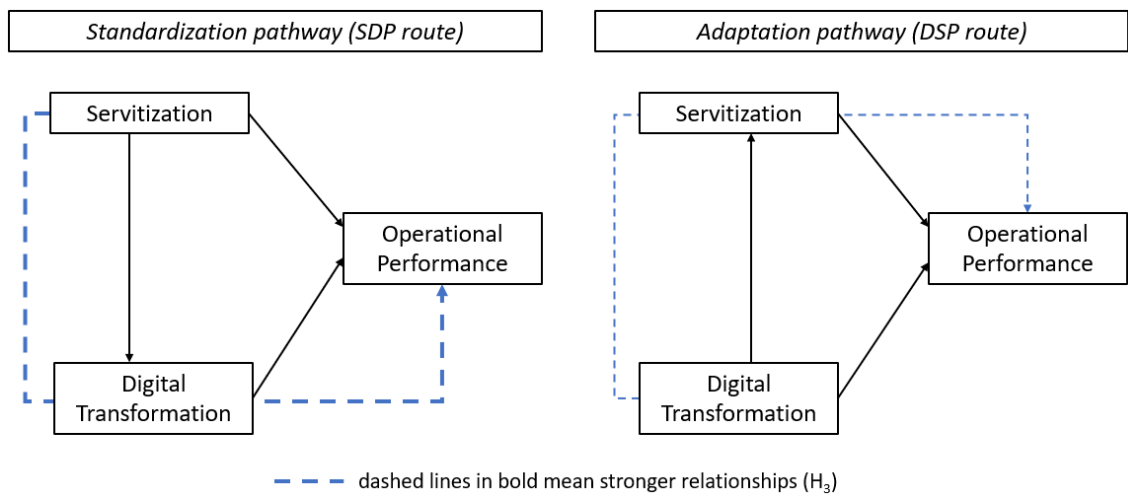 Standardization pathway (SDP route)
Servitization
Operational
Performance
Digital
Transformation
Adaptation pathway (DSP route)
Servitization
Operational
Performance
Digital
Transformation
dashed lines in bold mean stronger relationships (H₃)